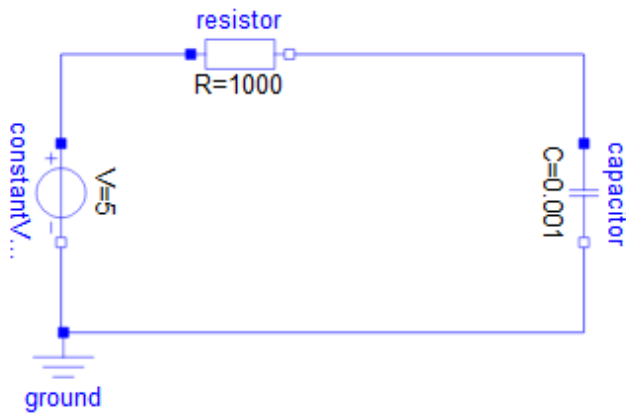 resistor
R=1000
constantV...
+
V=5
−
C=0.001
capacitor
ground